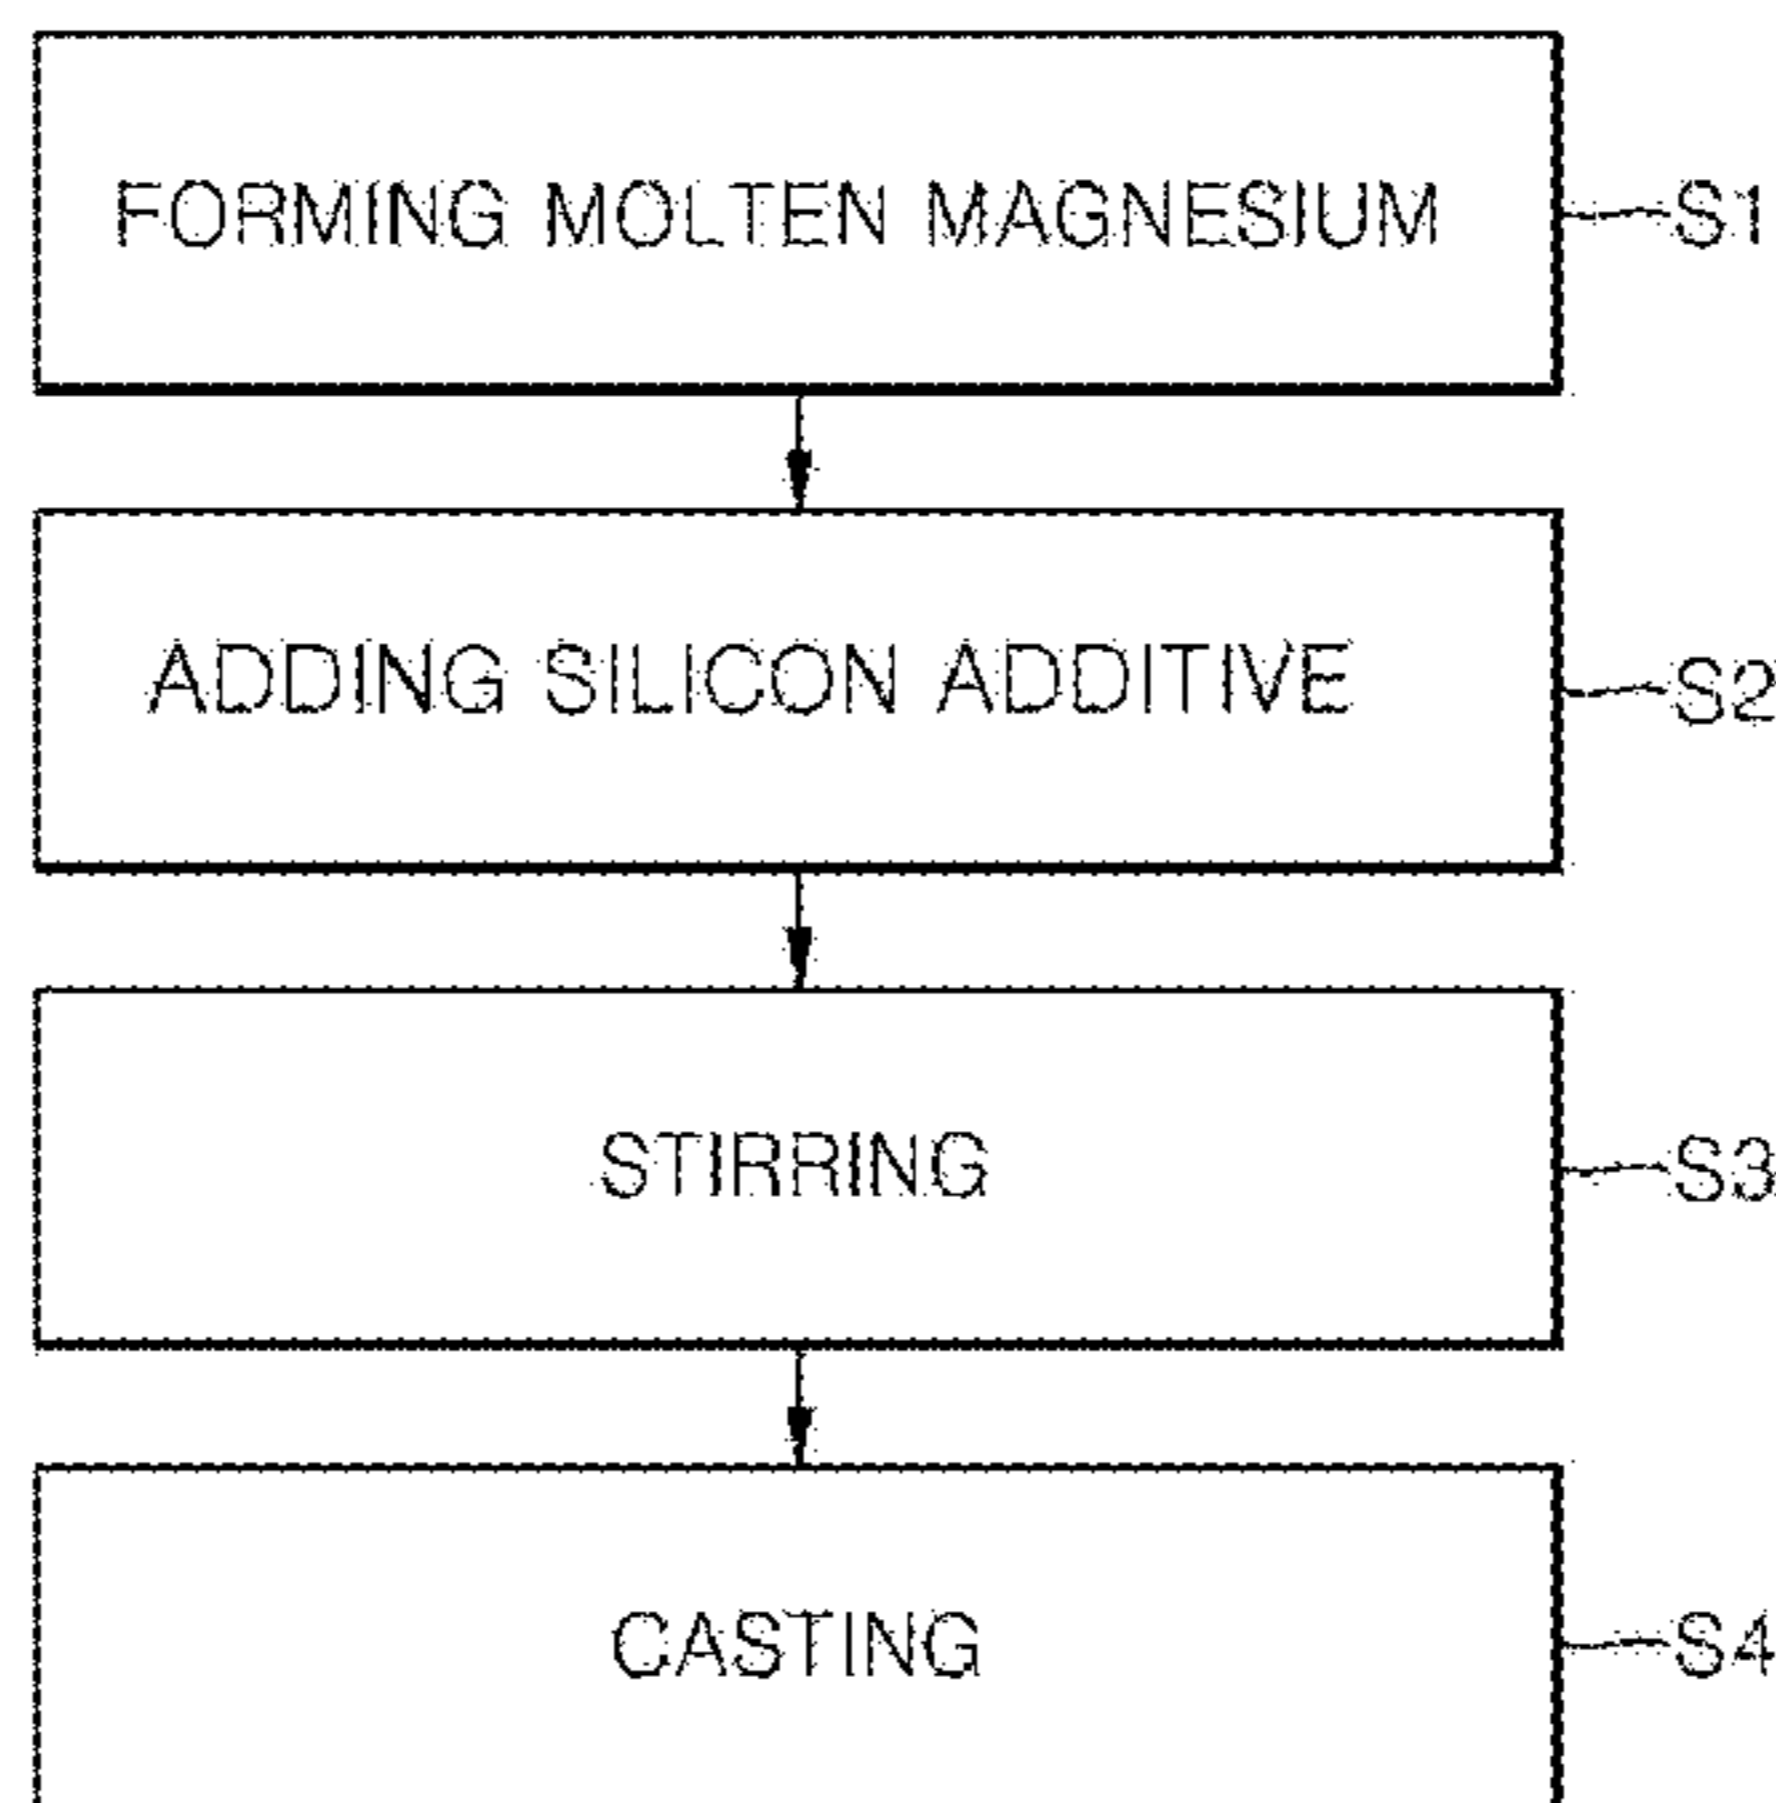 FORMING MOLTEN MAGNESIUM S1
ADDING SILICON ADDITIVE S2
STIRRING S3
CASTING S4